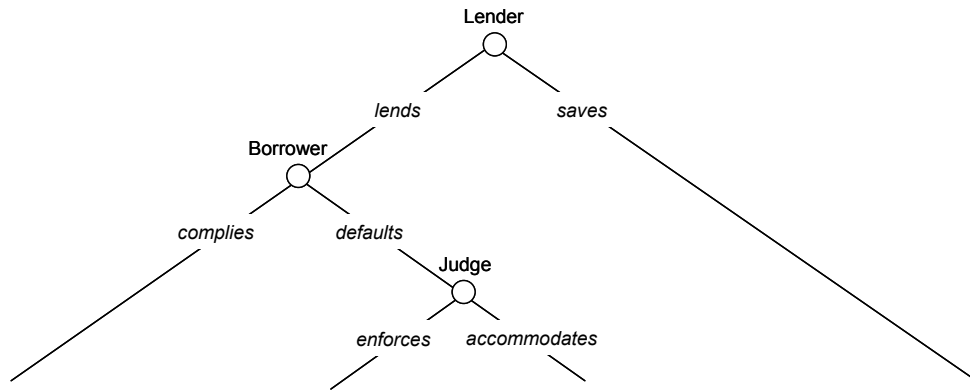 Lender
lends
saves
Borrower
complies
defaults
Judge
enforces
accommodates